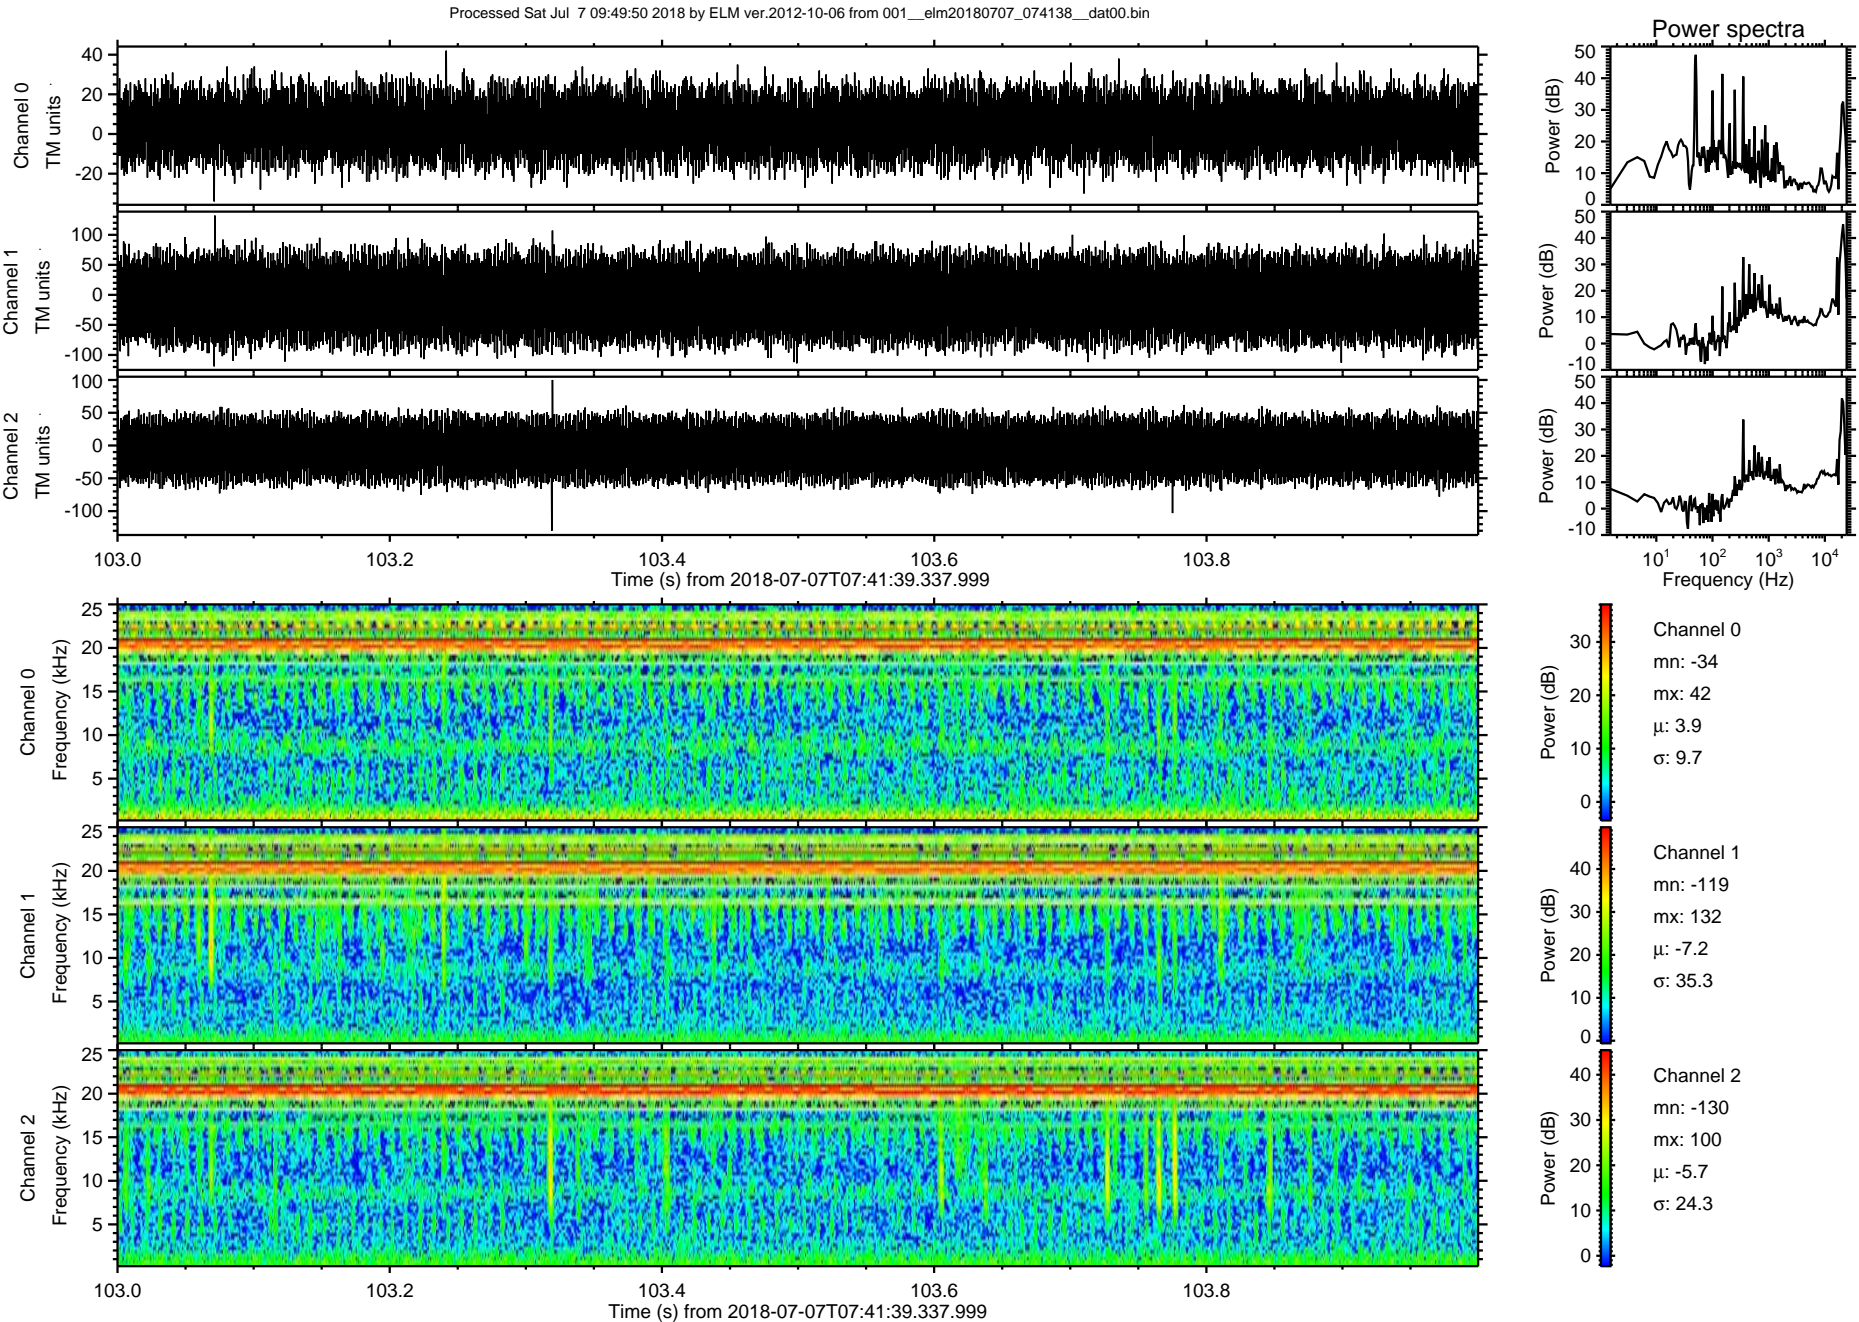 Processed Sat Jul  7 09:49:50 2018 by ELM ver.2012-10-06 from 001__elm20180707_074138__dat00.bin
Power spectra
Channel 0
TM units
40
20
0
-20
Power (dB)
50
40
30
20
10
0
Channel 1
TM units
100
50
0
-50
-100
Power (dB)
50
40
30
20
10
0
-10
Channel 2
TM units
100
50
0
-50
-100
Power (dB)
50
40
30
20
10
0
-10
103.0 103.2 103.4 103.6 103.8
Time (s) from 2018-07-07T07:41:39.337.999
10^1 10^2 10^3 10^4
Frequency (Hz)
Channel 0
Frequency (kHz)
25
20
15
10
5
Power (dB)
30
20
10
0
Channel 0
mn: -34
mx: 42
µ: 3.9
σ: 9.7
Channel 1
Frequency (kHz)
25
20
15
10
5
Power (dB)
40
30
20
10
0
Channel 1
mn: -119
mx: 132
µ: -7.2
σ: 35.3
Channel 2
Frequency (kHz)
25
20
15
10
5
Power (dB)
40
30
20
10
0
Channel 2
mn: -130
mx: 100
µ: -5.7
σ: 24.3
103.0 103.2 103.4 103.6 103.8
Time (s) from 2018-07-07T07:41:39.337.999